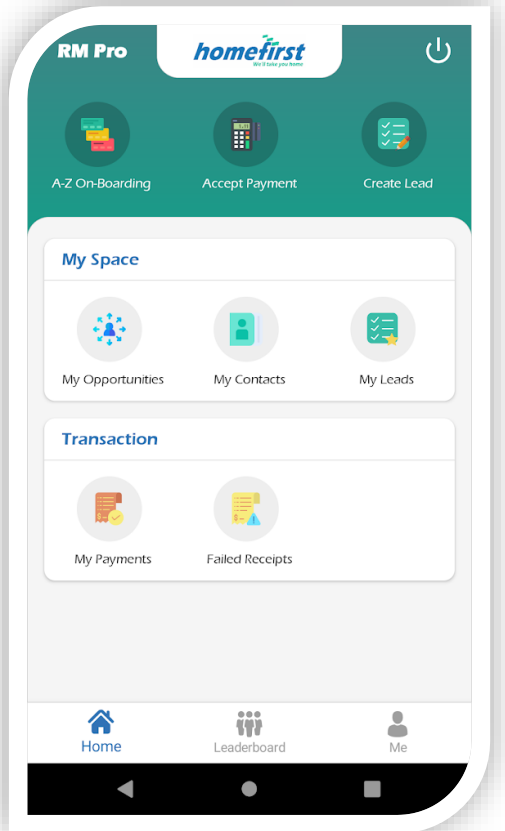 RM Pro
homefirst
We'll take you home
A-Z On-Boarding
Accept Payment
Create Lead
My Space
My Opportunities
My Contacts
My Leads
Transaction
My Payments
Failed Receipts
Home
Leaderboard
Me